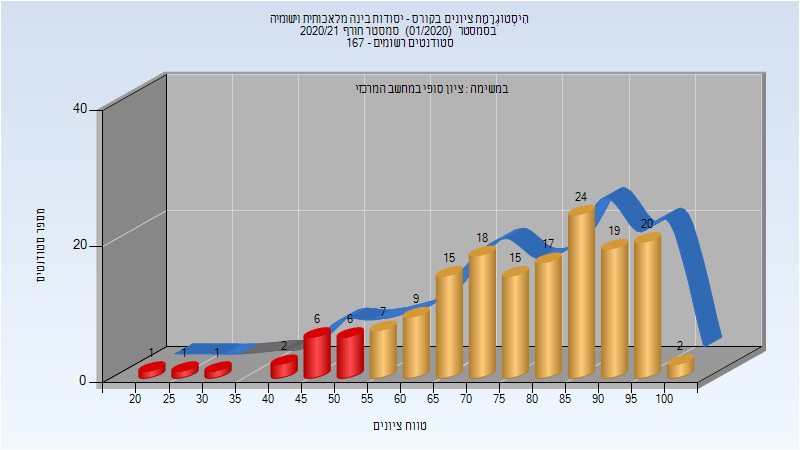 היסטוגרמת ציונים בקורס - יסודות בינה מלאכותית וישומיה
בסמסטר (01/2020) סמסטר חורף 2020/21
סטודנטים רשומים - 167
במשימה : ציון סופי במחשב המרכזי
מספר סטודנטים
40
20
0
1 1 1 2 6 6 7 9 15 18 15 17 24 19 20 2
20 25 30 35 40 45 50 55 60 65 70 75 80 85 90 95 100
טווח ציונים